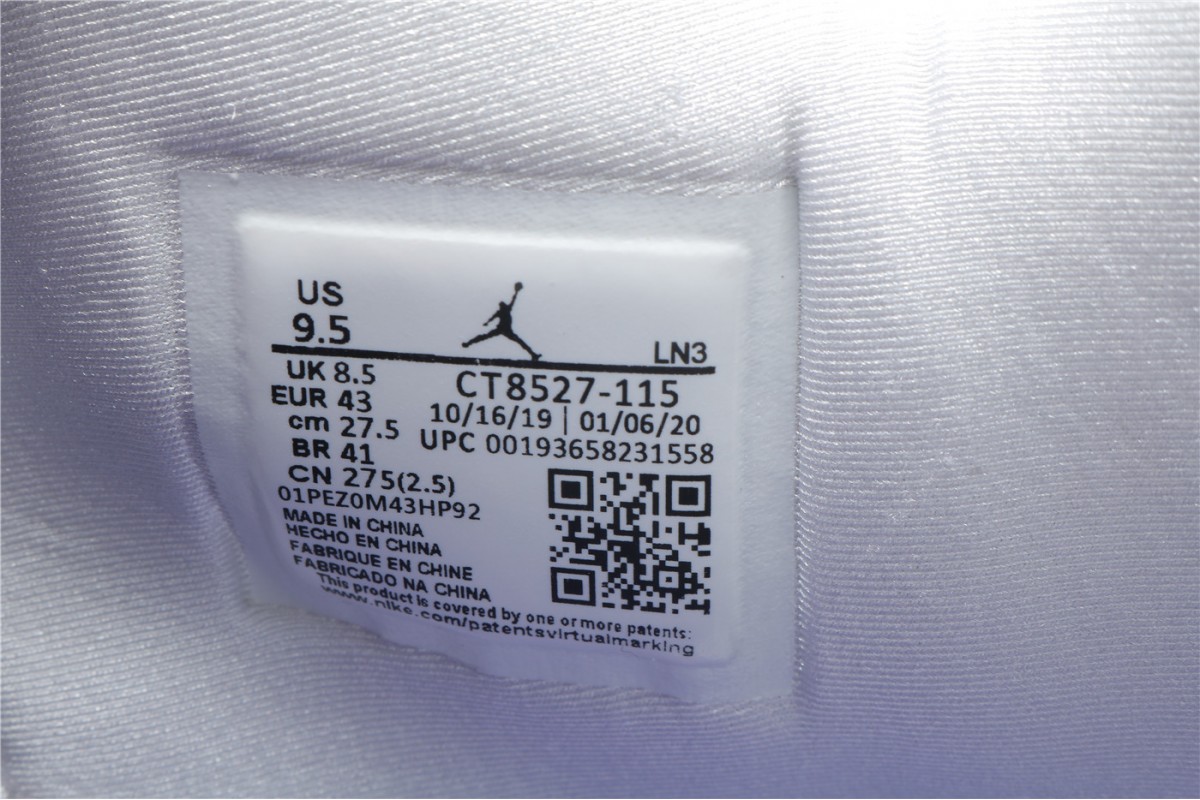 US
9.5
LN3
UK 8.5
EUR 43
cm 27.5
BR 41
CN 275(2.5)
CT8527-115
10/16/19 | 01/06/20
UPC 00193658231558
01PEZ0M43HP92
MADE IN CHINA
HECHO EN CHINA
FABRIQUE EN CHINE
FABRICADO NA CHINA
This product is covered by one or more patents:
www.nike.com/patentsvirtualmarking